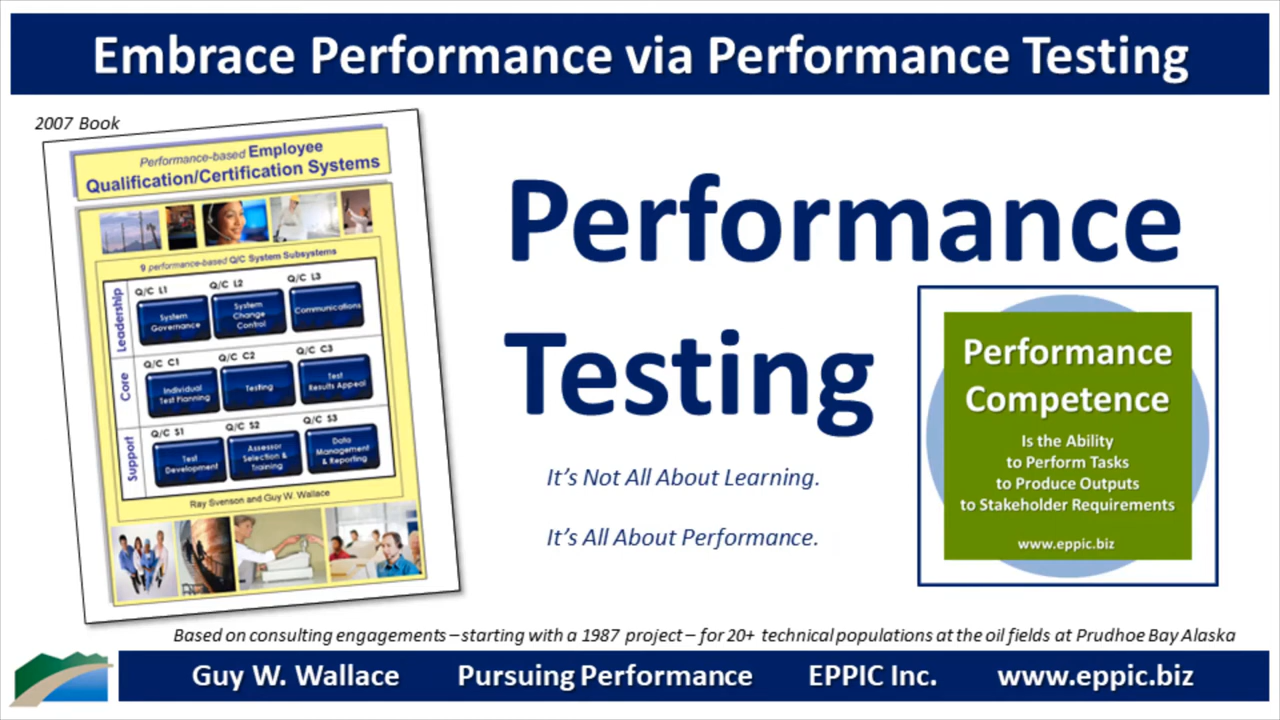 Embrace Performance via Performance Testing
2007 Book
Performance-based Employee
Qualification/Certification Systems
9 performance-based Q/C System Subsystems
Leadership
Q/C L1
Q/C L2
Q/C L3
System
Governance
System
Change
Control
Communications
Core
Q/C C1
Q/C C2
Q/C C3
Individual
Test Planning
Testing
Test
Results Appeal
Support
Q/C S1
Q/C S2
Q/C S3
Test
Development
Assessor
Selection &
Training
Data
Management
& Reporting
Ray Svenson and Guy W. Wallace
Performance
Testing
It's Not All About Learning.
It's All About Performance.
Performance
Competence
Is the Ability
to Perform Tasks
to Produce Outputs
to Stakeholder Requirements
www.eppic.biz
Based on consulting engagements – starting with a 1987 project – for 20+ technical populations at the oil fields at Prudhoe Bay Alaska
Guy W. Wallace Pursuing Performance EPPIC Inc. www.eppic.biz